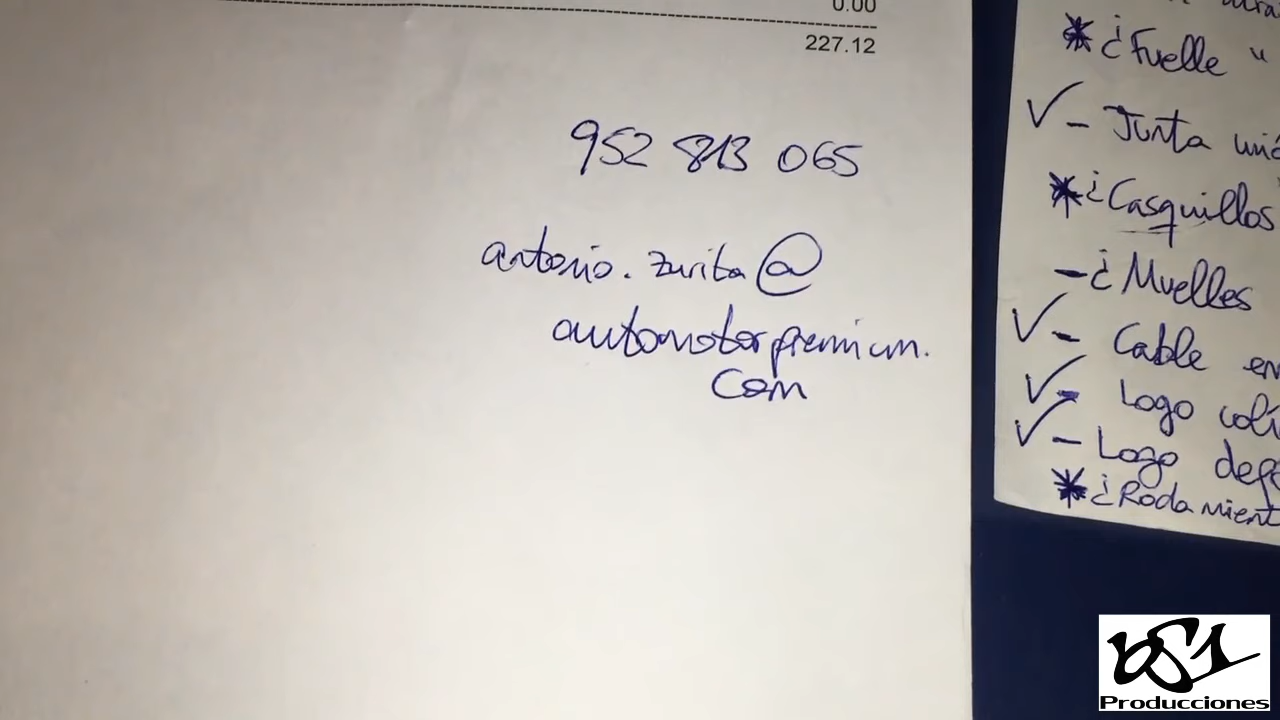 0.00
227.12
952 813 065
antonio.zurita@
automotorpremium.
com
*¿Fuelle "
✓- Junta
*¿Casquillos
-¿Muelles
✓- Cable
✓- Logo
✓- Logo
*¿Rodamient
bS1
Producciones